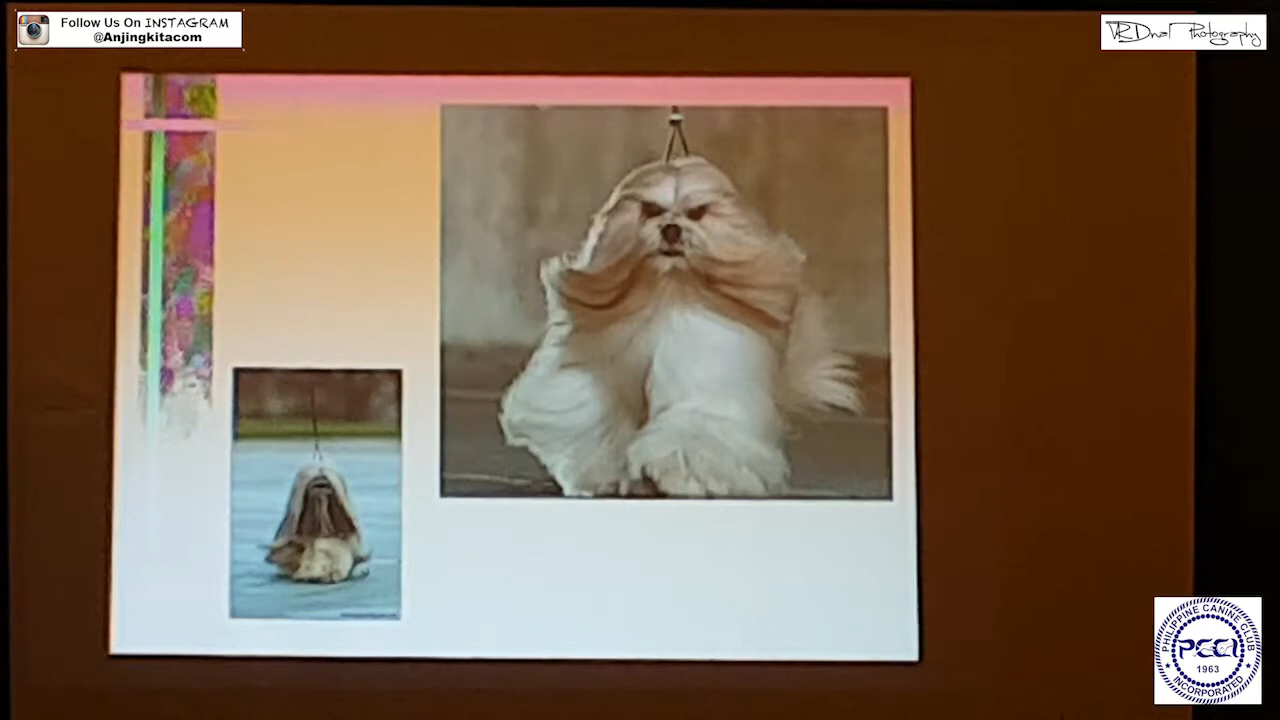 Follow Us On INSTAGRAM
@Anjingkitacom
VRDnal Photography
PHILIPPINE CANINE CLUB
PCCI
1963
INCORPORATED